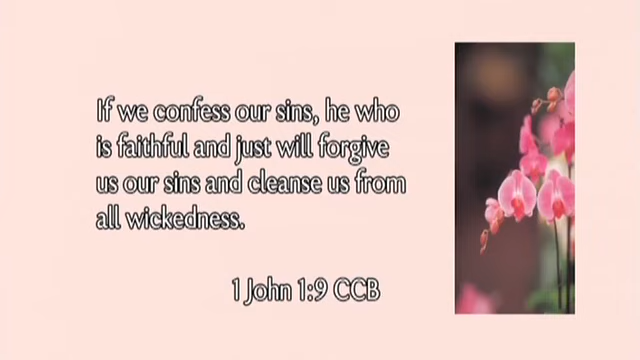 If we confess our sins, he who
is faithful and just will forgive
us our sins and cleanse us from
all wickedness.
1 John 1:9 CCB